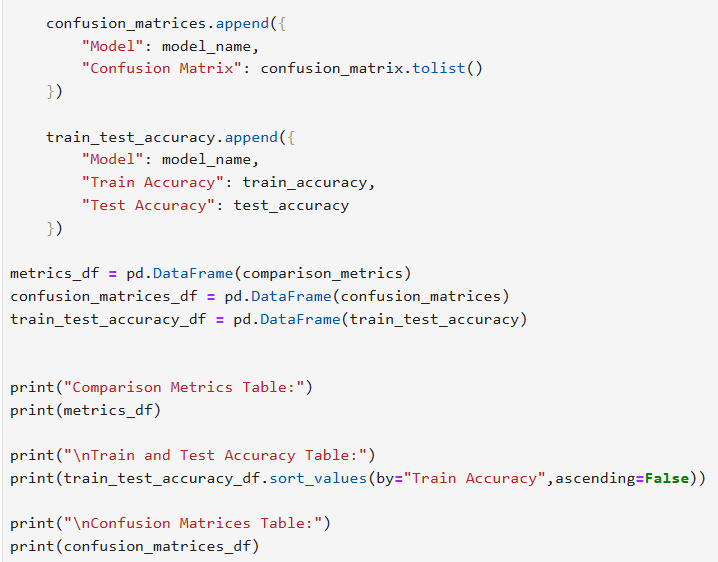 confusion_matrices.append({
"Model": model_name,
"Confusion Matrix": confusion_matrix.tolist()
})
train_test_accuracy.append({
"Model": model_name,
"Train Accuracy": train_accuracy,
"Test Accuracy": test_accuracy
})
metrics_df = pd.DataFrame(comparison_metrics)
confusion_matrices_df = pd.DataFrame(confusion_matrices)
train_test_accuracy_df = pd.DataFrame(train_test_accuracy)
print("Comparison Metrics Table:")
print(metrics_df)
print("\nTrain and Test Accuracy Table:")
print(train_test_accuracy_df.sort_values(by="Train Accuracy",ascending=False))
print("\nConfusion Matrices Table:")
print(confusion_matrices_df)